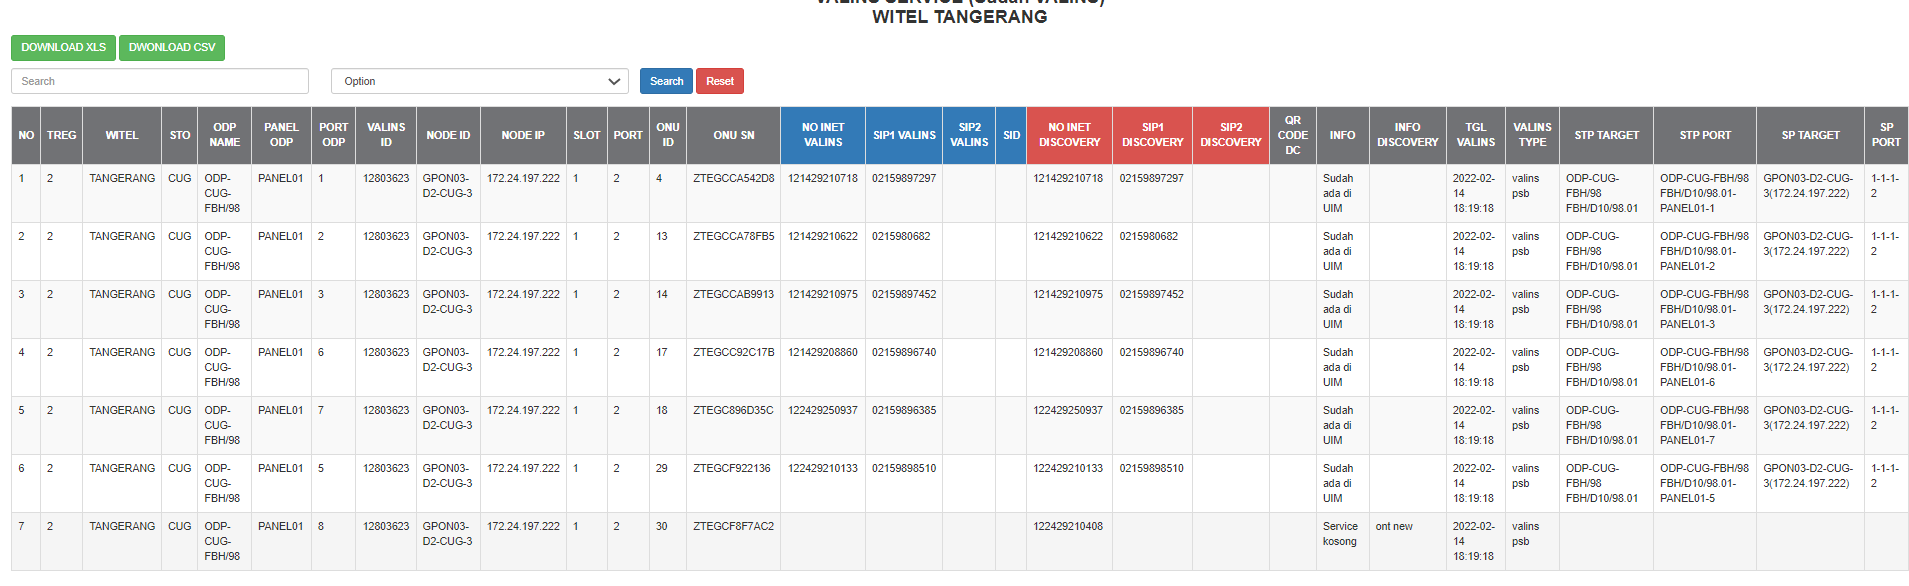 VALINS SERVICE (Sudah VALINS)
WITEL TANGERANG
DOWNLOAD XLS DWONLOAD CSV
Search Option Search Reset
NO TREG WITEL STO ODP NAME PANEL ODP PORT ODP VALINS ID NODE ID NODE IP SLOT PORT ONU ID ONU SN NO INET VALINS SIP1 VALINS SIP2 VALINS SID NO INET DISCOVERY SIP1 DISCOVERY SIP2 DISCOVERY QR CODE DC INFO INFO DISCOVERY TGL VALINS VALINS TYPE STP TARGET STP PORT SP TARGET SP PORT
1 2 TANGERANG CUG ODP-CUG-FBH/98 PANEL01 1 12803623 GPON03-D2-CUG-3 172.24.197.222 1 2 4 ZTEGCCA542D8 121429210718 02159897297 121429210718 02159897297 Sudah ada di UIM 2022-02-14 18:19:18 valins psb ODP-CUG-FBH/98 FBH/D10/98.01 ODP-CUG-FBH/98 FBH/D10/98.01-PANEL01-1 GPON03-D2-CUG-3(172.24.197.222) 1-1-1-2
2 2 TANGERANG CUG ODP-CUG-FBH/98 PANEL01 2 12803623 GPON03-D2-CUG-3 172.24.197.222 1 2 13 ZTEGCCA78FB5 121429210622 0215980682 121429210622 0215980682 Sudah ada di UIM 2022-02-14 18:19:18 valins psb ODP-CUG-FBH/98 FBH/D10/98.01 ODP-CUG-FBH/98 FBH/D10/98.01-PANEL01-2 GPON03-D2-CUG-3(172.24.197.222) 1-1-1-2
3 2 TANGERANG CUG ODP-CUG-FBH/98 PANEL01 3 12803623 GPON03-D2-CUG-3 172.24.197.222 1 2 14 ZTEGCCAB9913 121429210975 02159897452 121429210975 02159897452 Sudah ada di UIM 2022-02-14 18:19:18 valins psb ODP-CUG-FBH/98 FBH/D10/98.01 ODP-CUG-FBH/98 FBH/D10/98.01-PANEL01-3 GPON03-D2-CUG-3(172.24.197.222) 1-1-1-2
4 2 TANGERANG CUG ODP-CUG-FBH/98 PANEL01 6 12803623 GPON03-D2-CUG-3 172.24.197.222 1 2 17 ZTEGCC92C17B 121429208860 02159896740 121429208860 02159896740 Sudah ada di UIM 2022-02-14 18:19:18 valins psb ODP-CUG-FBH/98 FBH/D10/98.01 ODP-CUG-FBH/98 FBH/D10/98.01-PANEL01-6 GPON03-D2-CUG-3(172.24.197.222) 1-1-1-2
5 2 TANGERANG CUG ODP-CUG-FBH/98 PANEL01 7 12803623 GPON03-D2-CUG-3 172.24.197.222 1 2 18 ZTEGC896D35C 122429250937 02159896385 122429250937 02159896385 Sudah ada di UIM 2022-02-14 18:19:18 valins psb ODP-CUG-FBH/98 FBH/D10/98.01 ODP-CUG-FBH/98 FBH/D10/98.01-PANEL01-7 GPON03-D2-CUG-3(172.24.197.222) 1-1-1-2
6 2 TANGERANG CUG ODP-CUG-FBH/98 PANEL01 5 12803623 GPON03-D2-CUG-3 172.24.197.222 1 2 29 ZTEGCF922136 122429210133 02159898510 122429210133 02159898510 Sudah ada di UIM 2022-02-14 18:19:18 valins psb ODP-CUG-FBH/98 FBH/D10/98.01 ODP-CUG-FBH/98 FBH/D10/98.01-PANEL01-5 GPON03-D2-CUG-3(172.24.197.222) 1-1-1-2
7 2 TANGERANG CUG ODP-CUG-FBH/98 PANEL01 8 12803623 GPON03-D2-CUG-3 172.24.197.222 1 2 30 ZTEGCF8F7AC2 122429210408 Service kosong ont new 2022-02-14 18:19:18 valins psb